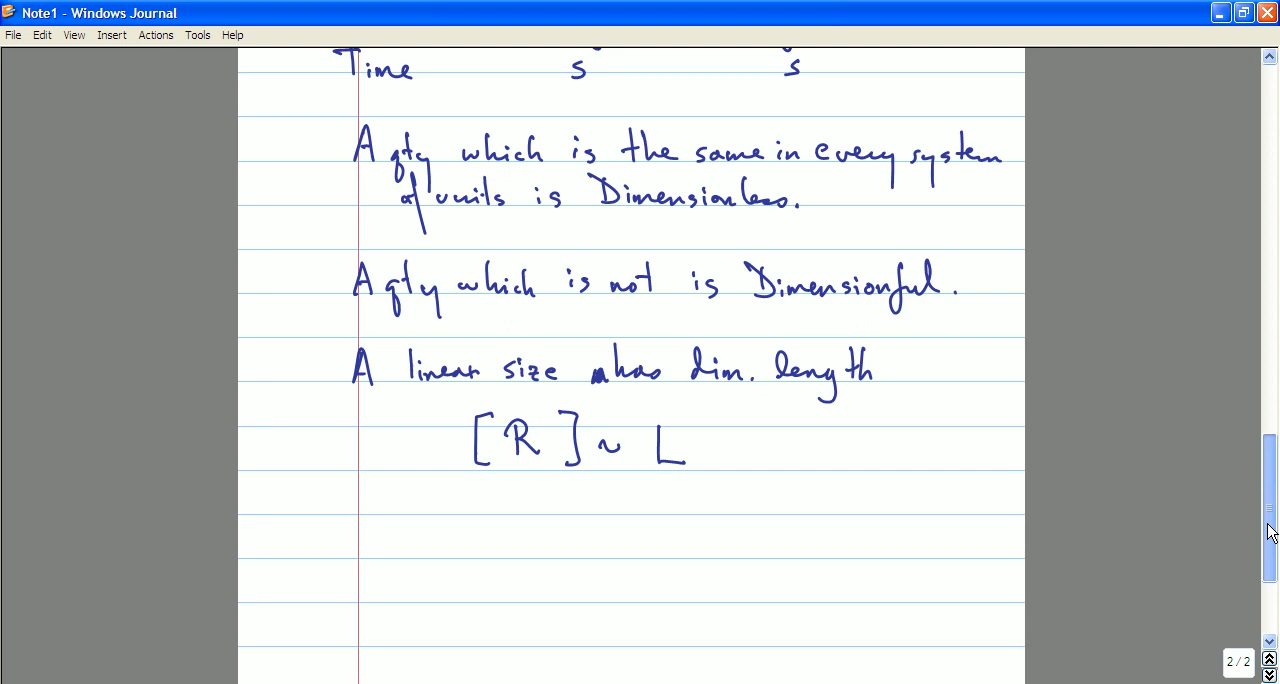 Note1 - Windows Journal
File Edit View Insert Actions Tools Help
Time s s
A qty which is the same in every system
of units is Dimensionless.
A qty which is not is Dimensionful.
A linear size has dim. length
[R] ~ L
2 / 2